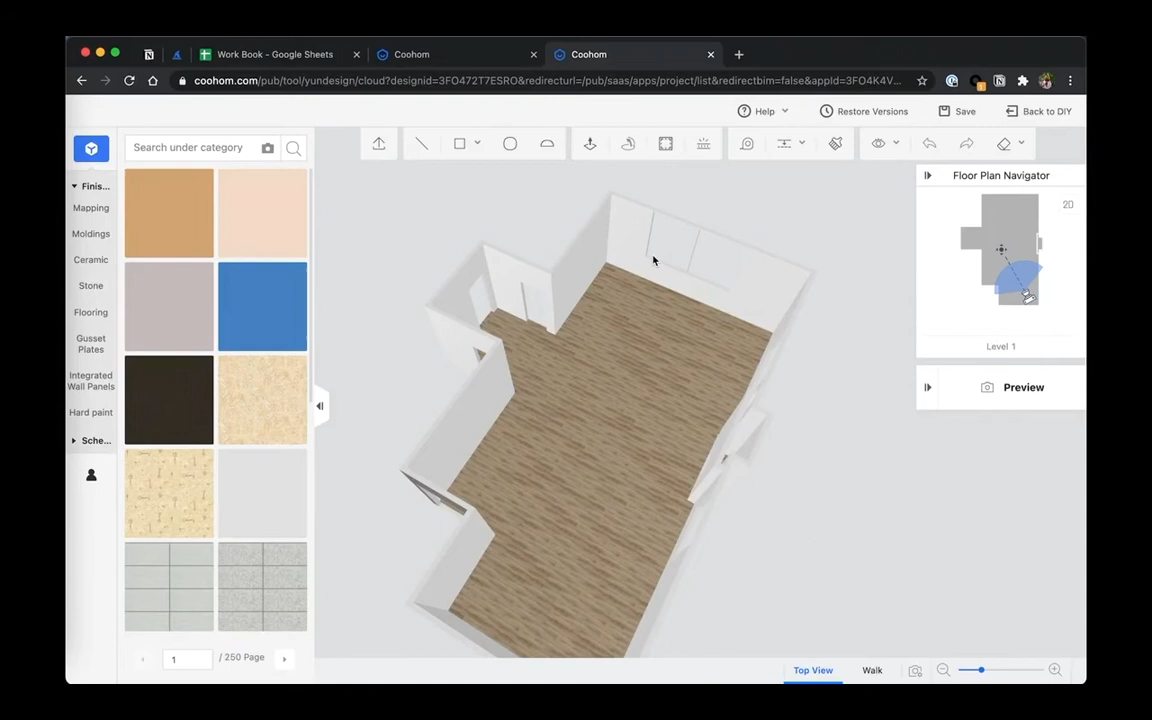 Work Book - Google Sheets
Coohom
Coohom
coohom.com/pub/tool/yundesign/cloud?designid=3FO472T7ESRO&redirecturl=/pub/saas/apps/project/list&redirectbim=false&appId=3FO4K4V...
Help
Restore Versions
Save
Back to DIY
Search under category
Finis...
Mapping
Moldings
Ceramic
Stone
Flooring
Gusset
Plates
Integrated
Wall Panels
Hard paint
Sche...
1
/ 250 Page
Floor Plan Navigator
2D
Level 1
Preview
Top View
Walk